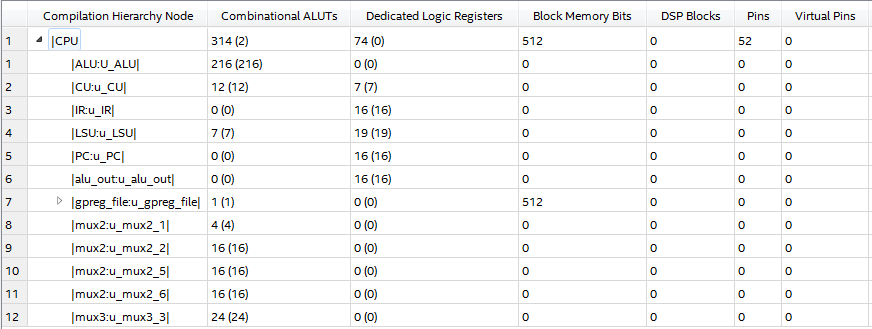 Compilation Hierarchy Node Combinational ALUTs Dedicated Logic Registers Block Memory Bits DSP Blocks Pins Virtual Pins
1 |CPU 314 (2) 74 (0) 512 0 52 0
1 |ALU:U_ALU| 216 (216) 0 (0) 0 0 0 0
2 |CU:u_CU| 12 (12) 7 (7) 0 0 0 0
3 |IR:u_IR| 0 (0) 16 (16) 0 0 0 0
4 |LSU:u_LSU| 7 (7) 19 (19) 0 0 0 0
5 |PC:u_PC| 0 (0) 16 (16) 0 0 0 0
6 |alu_out:u_alu_out| 0 (0) 16 (16) 0 0 0 0
7 |gpreg_file:u_gpreg_file| 1 (1) 0 (0) 512 0 0 0
8 |mux2:u_mux2_1| 4 (4) 0 (0) 0 0 0 0
9 |mux2:u_mux2_2| 16 (16) 0 (0) 0 0 0 0
10 |mux2:u_mux2_5| 16 (16) 0 (0) 0 0 0 0
11 |mux2:u_mux2_6| 16 (16) 0 (0) 0 0 0 0
12 |mux3:u_mux3_3| 24 (24) 0 (0) 0 0 0 0